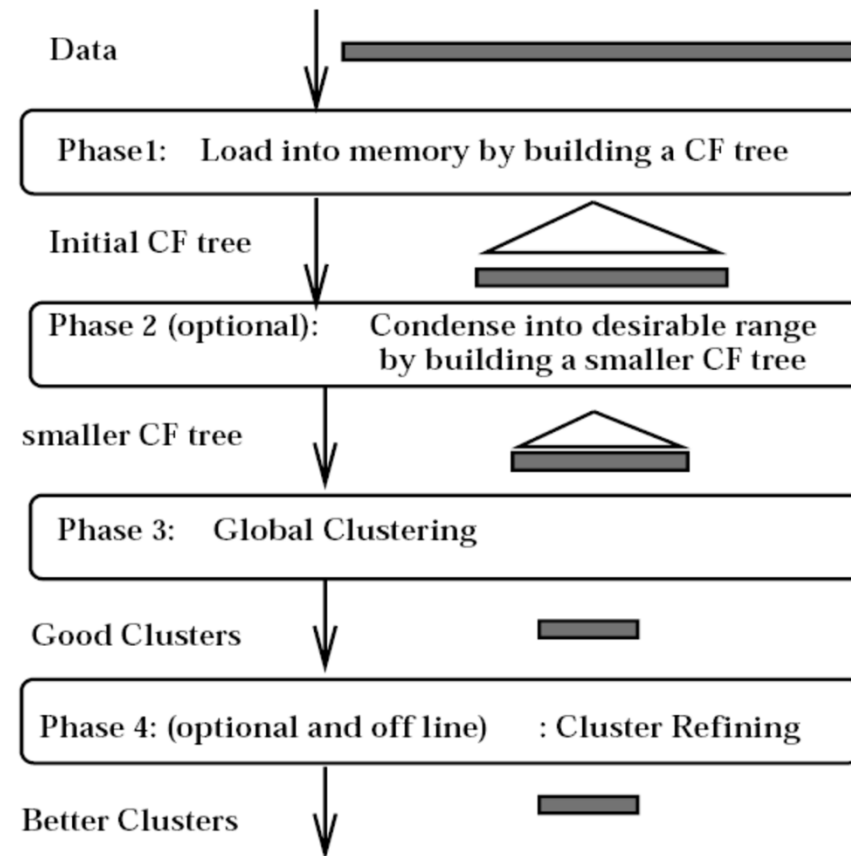 Data
Phase1: Load into memory by building a CF tree
Initial CF tree
Phase 2 (optional): Condense into desirable range
by building a smaller CF tree
smaller CF tree
Phase 3: Global Clustering
Good Clusters
Phase 4: (optional and off line) : Cluster Refining
Better Clusters